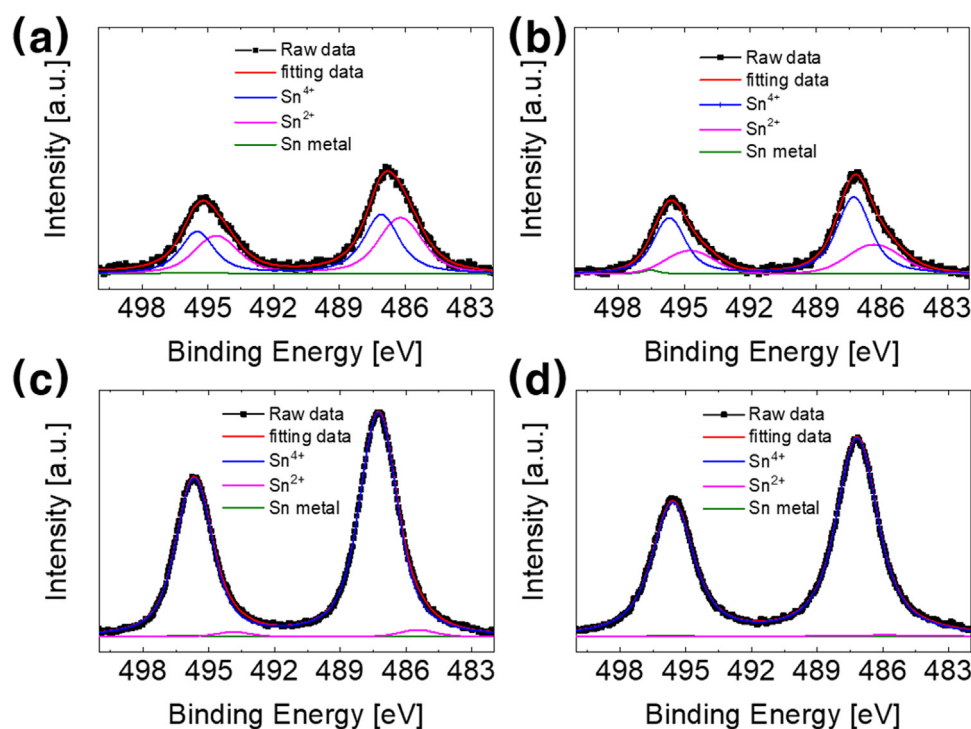 (a)
Intensity [a.u.]
Raw data
fitting data
Sn4+
Sn2+
Sn metal
498 495 492 489 486 483
Binding Energy [eV]
(b)
Intensity [a.u.]
Raw data
fitting data
Sn4+
Sn2+
Sn metal
498 495 492 489 486 483
Binding Energy [eV]
(c)
Intensity [a.u.]
Raw data
fitting data
Sn4+
Sn2+
Sn metal
498 495 492 489 486 483
Binding Energy [eV]
(d)
Intensity [a.u.]
Raw data
fitting data
Sn4+
Sn2+
Sn metal
498 495 492 489 486 483
Binding Energy [eV]